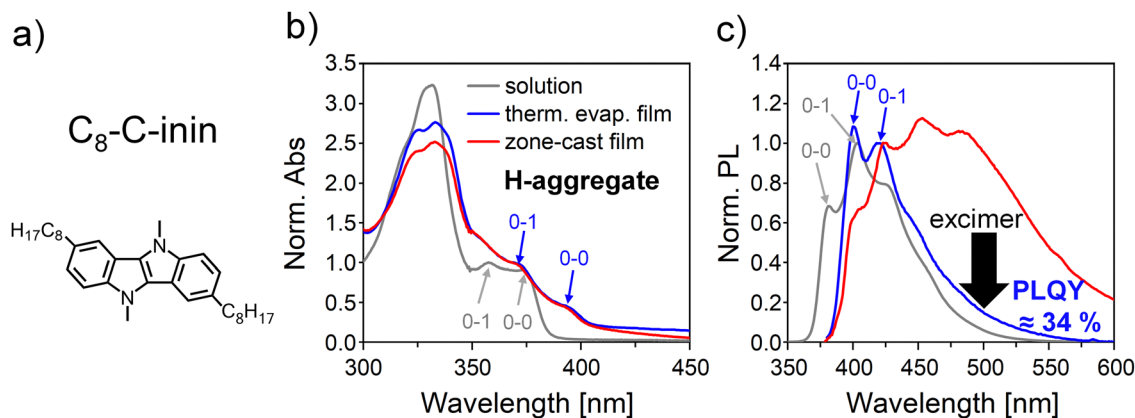 a)
C8-C-inin
H17C8
N
N
C8H17
b)
Norm. Abs
3.5
3.0
2.5
2.0
1.5
1.0
0.5
0.0
solution
therm. evap. film
zone-cast film
H-aggregate
0-1
0-0
0-1
0-0
300
350
400
450
Wavelength [nm]
c)
Norm. PL
1.4
1.2
1.0
0.8
0.6
0.4
0.2
0.0
0-0
0-1
0-1
0-0
excimer
PLQY
≈ 34 %
350
400
450
500
550
600
Wavelength [nm]